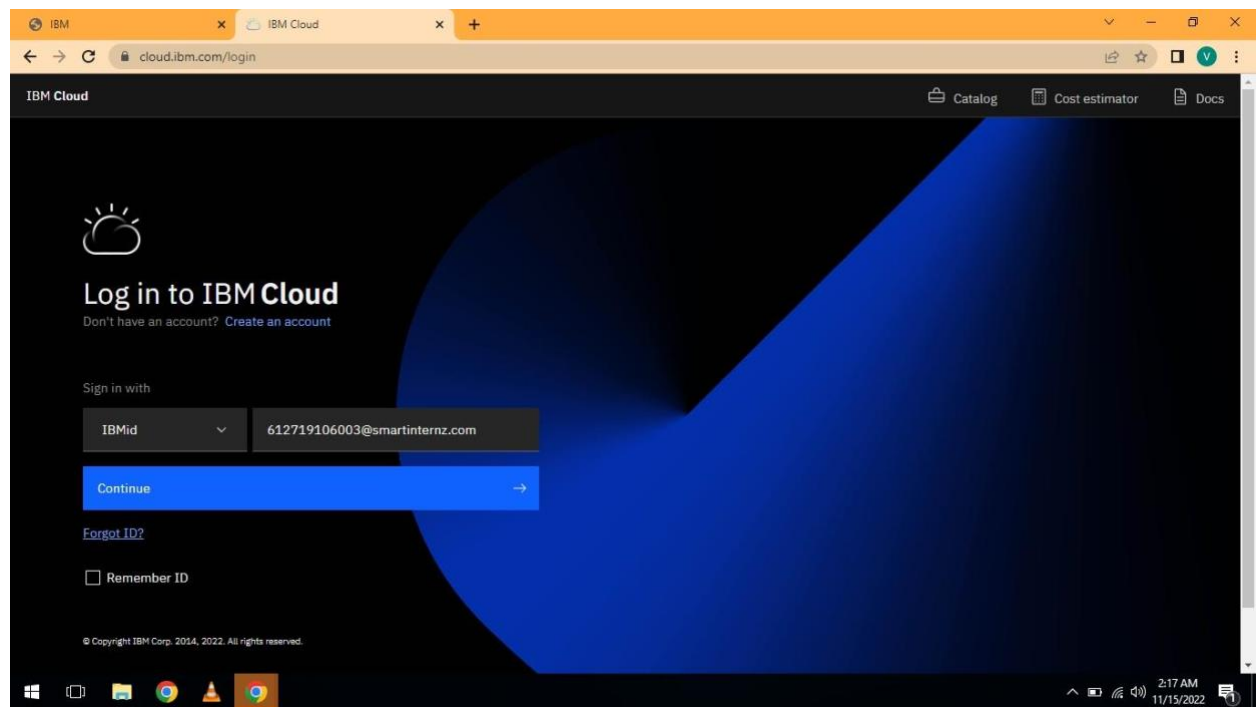 IBM
IBM Cloud
cloud.ibm.com/login
V
IBM Cloud
Catalog
Cost estimator
Docs
Log in to IBM Cloud
Don't have an account? Create an account
Sign in with
IBMid
612719106003@smartinternz.com
Continue
Forgot ID?
Remember ID
© Copyright IBM Corp. 2014, 2022. All rights reserved.
2:17 AM
11/15/2022
1